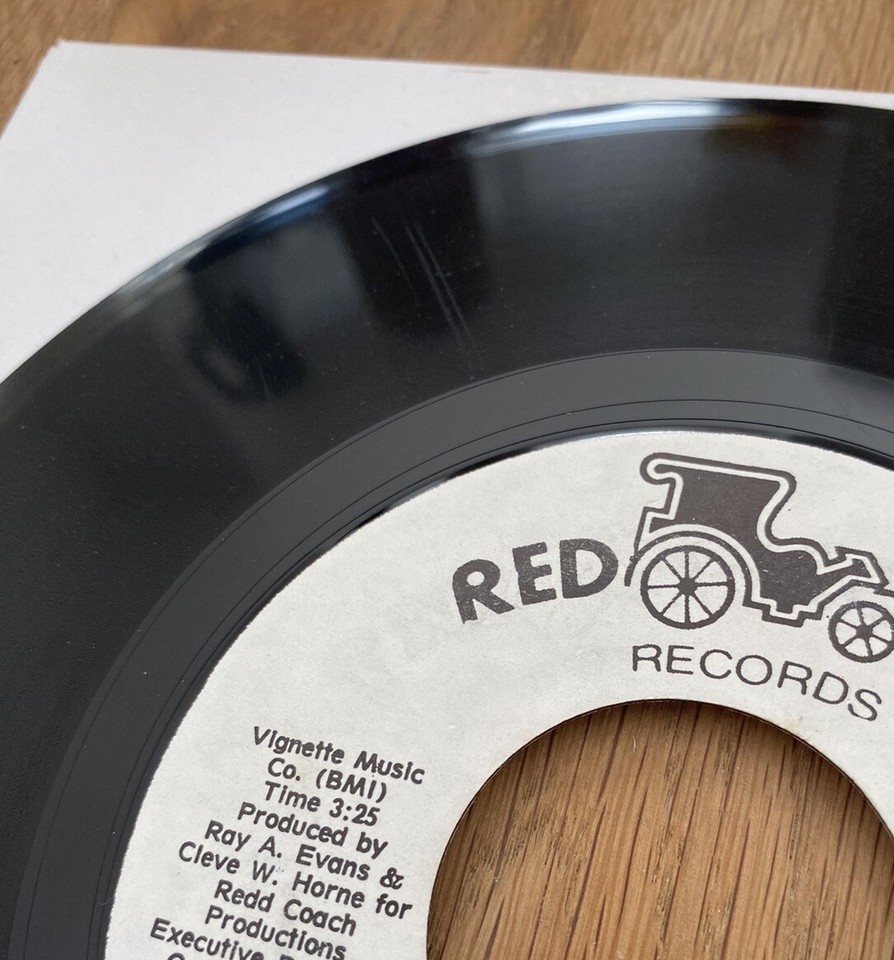 RED
RECORDS
Vignette Music
Co. (BMI)
Time 3:25
Produced by
Ray A. Evans &
Cleve W. Horne for
Redd Coach
Productions
Executive